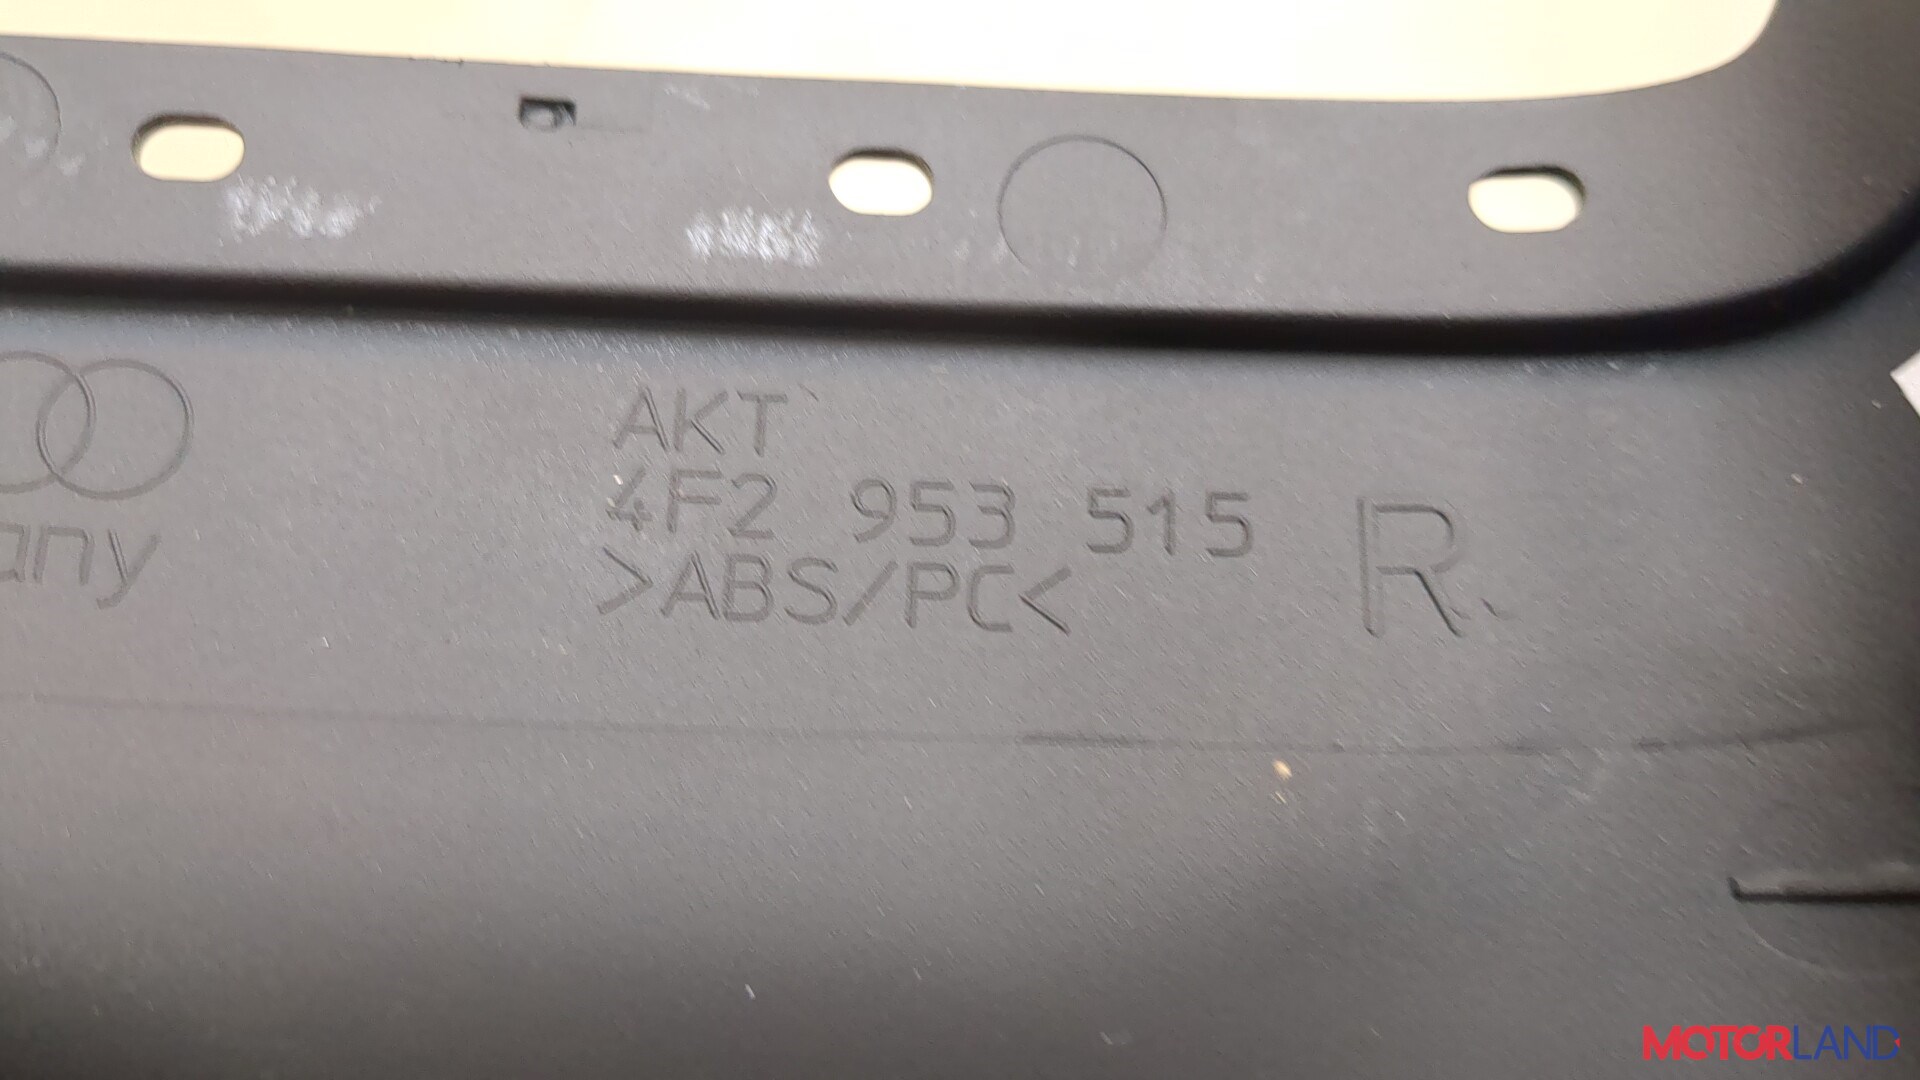 AKT
4F2 953 515 R
>ABS/PC<
any
MOTORLAND